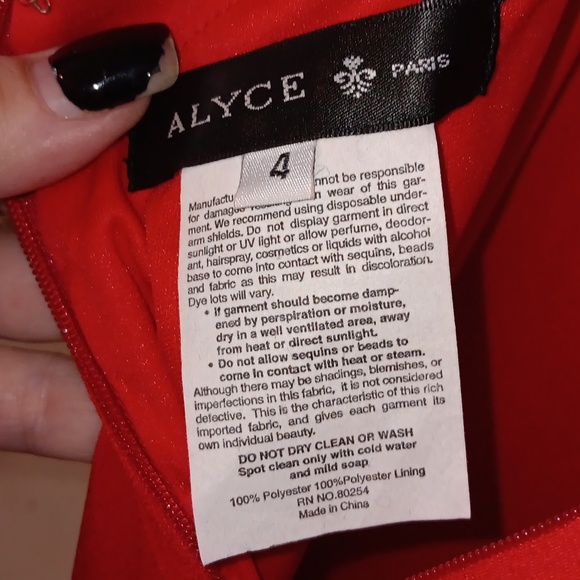 ALYCE PARIS
4
Manufactu nnot be responsible
for damages wear of this gar-
ment. We recommend using disposable under-
arm shields. Do not display garment in direct
sunlight or UV light or allow perfume, deodor-
ant, hairspray, cosmetics or liquids with alcohol
base to come into contact with sequins, beads
and fabric as this may result in discoloration.
Dye lots will vary.
• If garment should become damp-
ened by perspiration or moisture,
dry in a well ventilated area, away
from heat or direct sunlight.
• Do not allow sequins or beads to
come in contact with heat or steam.
Although there may be shadings, blemishes, or
imperfections in this fabric, it is not considered
defective. This is the characteristic of this rich
imported fabric, and gives each garment its
own individual beauty.
DO NOT DRY CLEAN OR WASH
Spot clean only with cold water
and mild soap
100% Polyester 100%Polyester Lining
RN NO.80254
Made in China